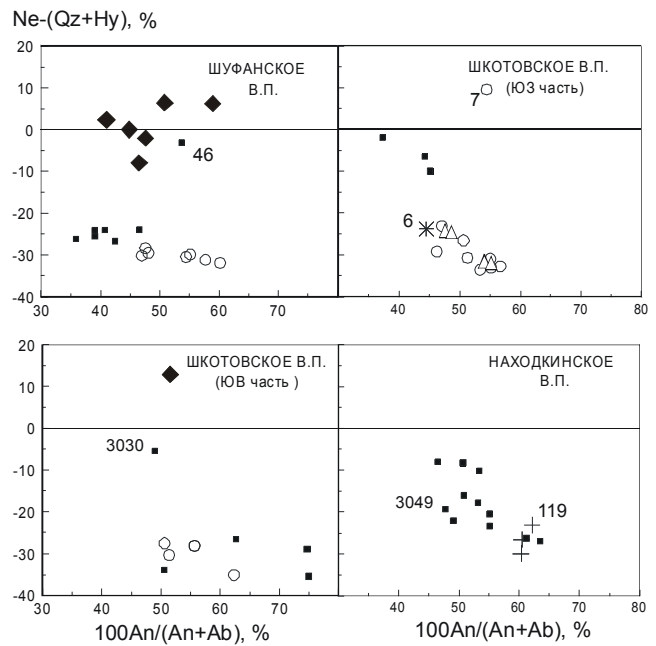 Ne-(Qz+Hy), %
20
10
0
-10
-20
-30
-40
ШУФАНСКОЕ
В.П.
46
30 40 50 60 70
ШКОТОВСКОЕ В.П.
(ЮЗ часть)
7
6
40 50 60 70 80
20
10
0
-10
-20
-30
-40
ШКОТОВСКОЕ В.П.
(ЮВ часть )
3030
30 40 50 60 70
100An/(An+Ab), %
НАХОДКИНСКОЕ
В.П.
3049
119
40 50 60 70 80
100An/(An+Ab), %